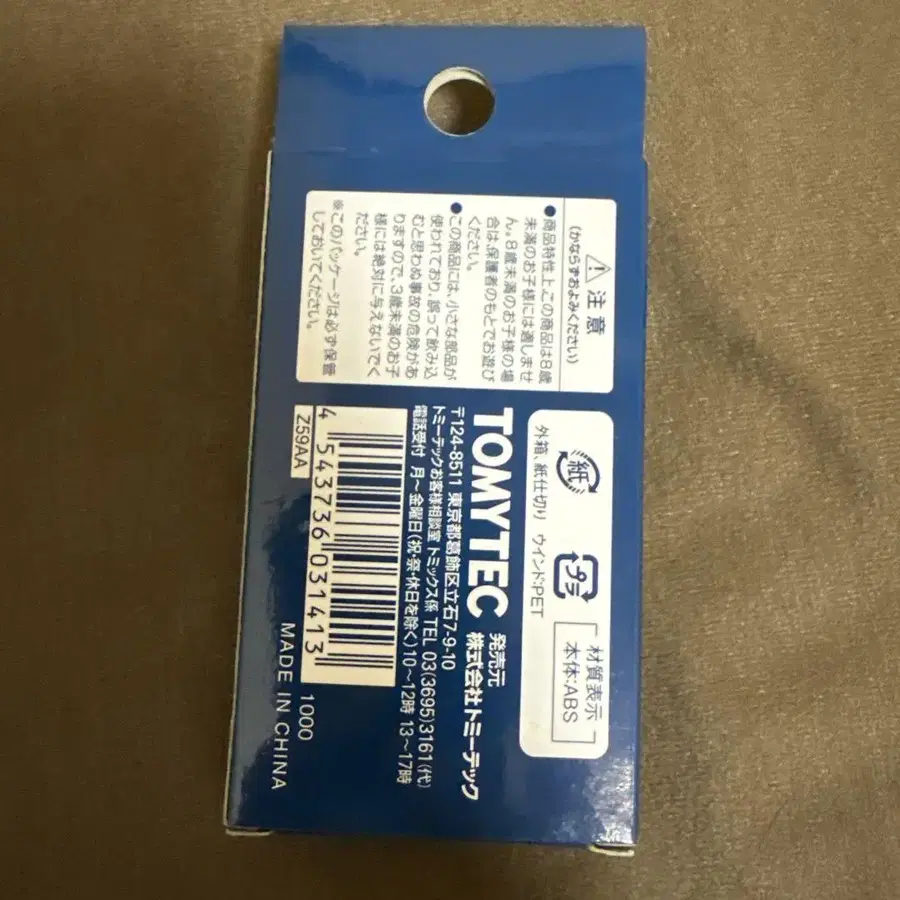 注意
(かならずおよみください)
●商品特性上この商品は8歳
未満のお子様には適しませ
ん。8歳未満のお子様の場
合は、保護者のもとでお遊び
ください。
●この商品には、小さな部品が
使われており、誤って飲み込
むと思わぬ事故の危険があ
りますので、3歳未満のお子
様には絶対に与えないでく
ださい。
※このパッケージは必ず保管
しておいてください。
材質表示
本体:ABS
紙
プラ
外箱、紙仕切り ウインド:PET
発売元
TOMYTEC 株式会社トミーテック
〒124-8511 東京都葛飾区立石7-9-10
トミーテックお客様相談室 トミックス係 TEL 03(3695)3161(代)
電話受付 月～金曜日(祝・祭・休日を除く)10～12時 13～17時
4 543736 031413
Z59AA
1000
MADE IN CHINA